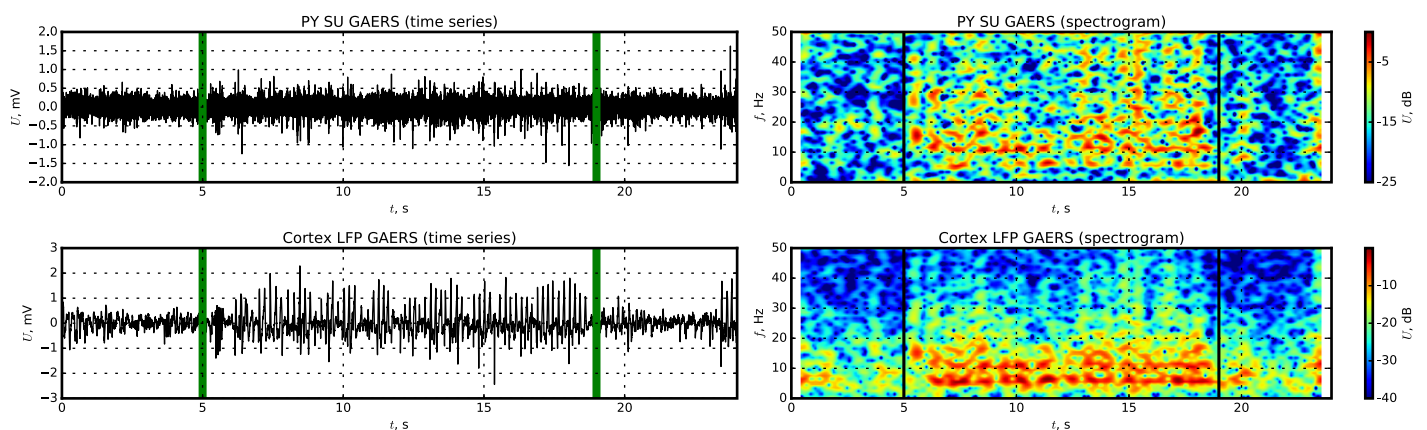 PY SU GAERS (time series)
2.0
1.5
1.0
0.5
0.0
−0.5
−1.0
−1.5
−2.0
U, mV
0 5 10 15 20
t, s
PY SU GAERS (spectrogram)
50
40
30
20
10
0
f, Hz
0 5 10 15 20
t, s
-5
-15
-25
U, dB
Cortex LFP GAERS (time series)
3
2
1
0
−1
−2
−3
U, mV
0 5 10 15 20
t, s
Cortex LFP GAERS (spectrogram)
50
40
30
20
10
0
f, Hz
0 5 10 15 20
t, s
-10
-20
-30
-40
U, dB